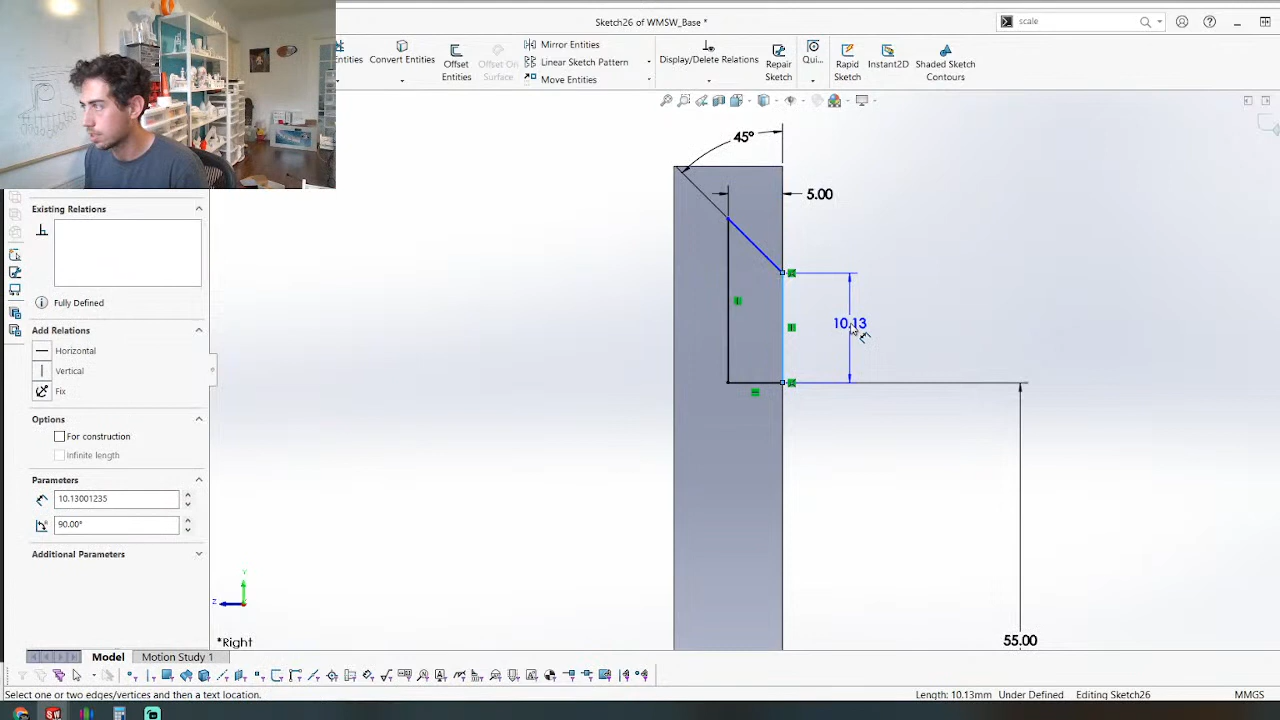 Sketch26 of WMSW_Base *
scale
Entities
Convert Entities
Offset Entities
Offset On Surface
Mirror Entities
Linear Sketch Pattern
Move Entities
Display/Delete Relations
Repair Sketch
Qui...
Rapid Sketch
Instant2D
Shaded Sketch Contours
Existing Relations
Fully Defined
Add Relations
Horizontal
Vertical
Fix
Options
For construction
Infinite length
Parameters
10.13001235
90.00°
Additional Parameters
45°
5.00
10.13
55.00
Y
Z
*Right
Model
Motion Study 1
Select one or two edges/vertices and then a text location.
Length: 10.13mm
Under Defined
Editing Sketch26
MMGS